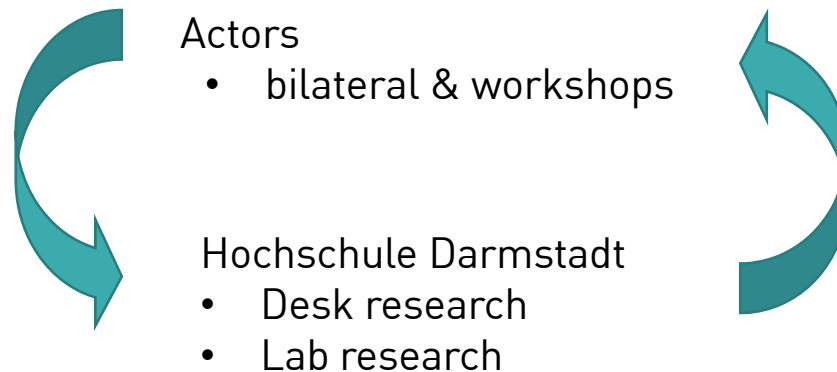 Actors
• bilateral & workshops
Hochschule Darmstadt
• Desk research
• Lab research